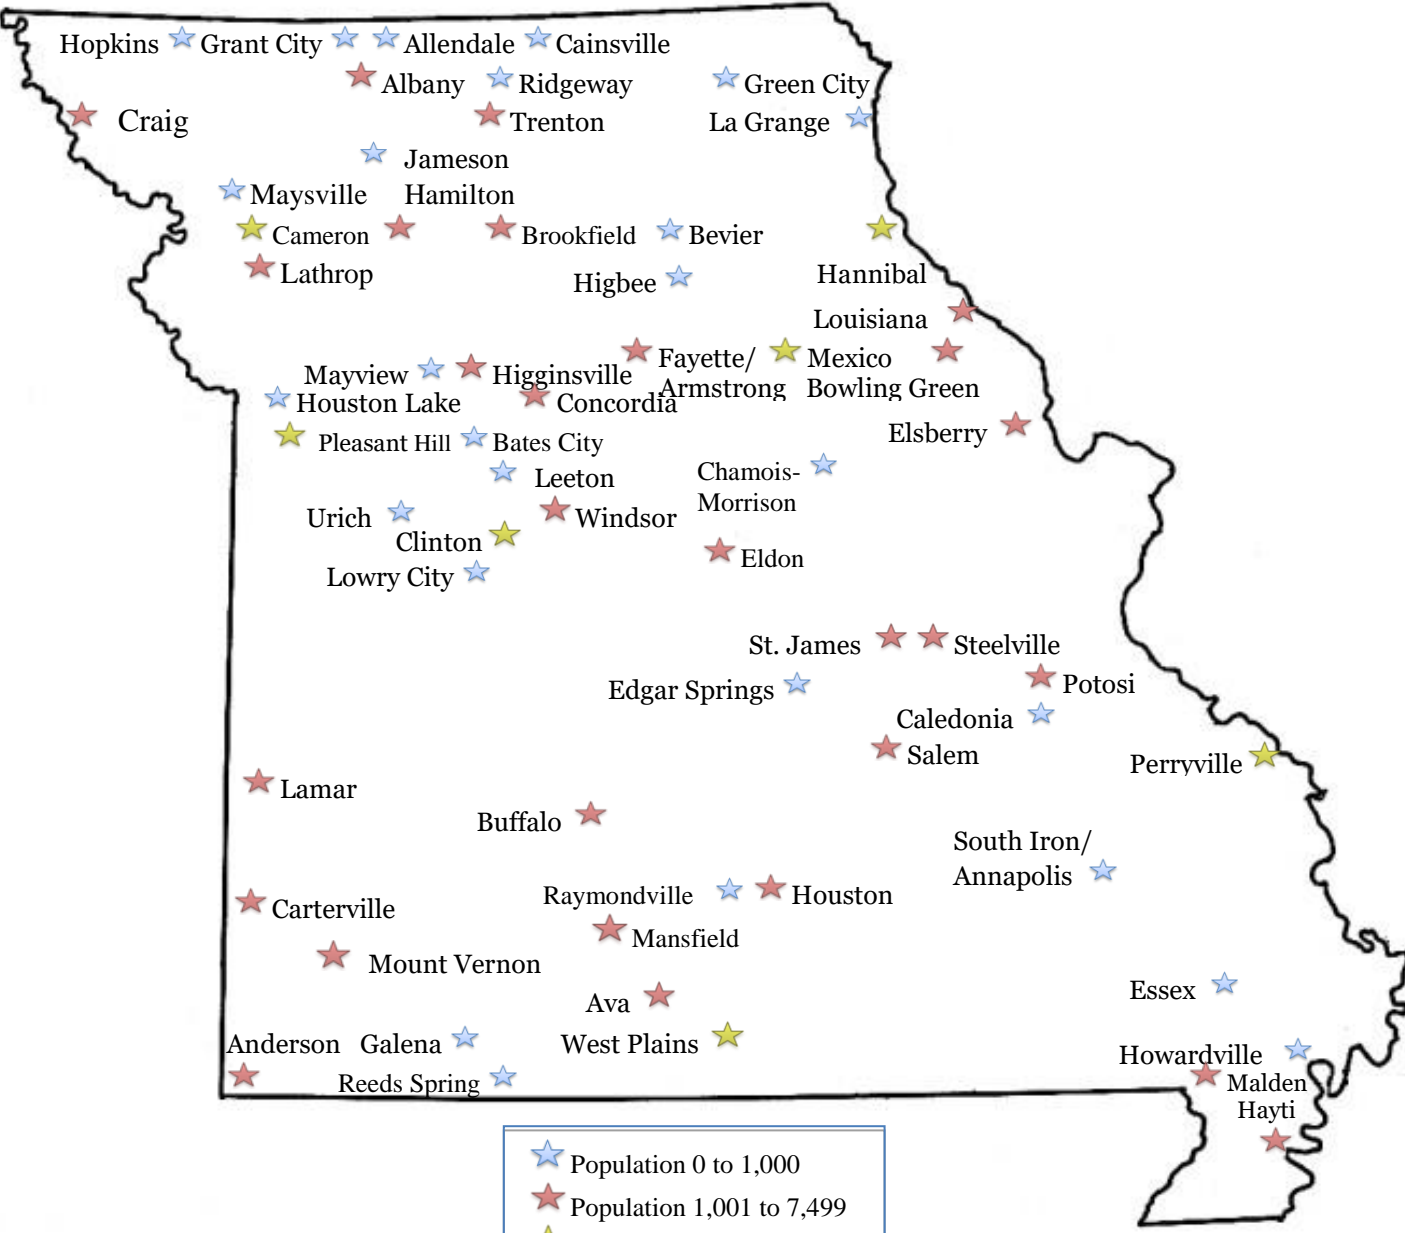 Hopkins Grant City Allendale Cainsville
Albany Ridgeway Green City
Craig Trenton La Grange
Jameson
Maysville Hamilton
Cameron Brookfield Bevier
Lathrop Higbee Hannibal
Louisiana
Mayview Higginsville Fayette/ Mexico
Armstrong Bowling Green
Houston Lake Concordia
Elsberry
Pleasant Hill Bates City
Leeton Chamois-
Morrison
Urich Windsor
Clinton
Eldon
Lowry City
St. James Steelville
Edgar Springs Potosi
Caledonia
Salem
Perryville
Lamar
Buffalo
South Iron/
Annapolis
Raymondville Houston
Carterville
Mansfield
Mount Vernon
Essex
Ava
Anderson Galena West Plains
Howardville
Reeds Spring Malden
Hayti
Population 0 to 1,000
Population 1,001 to 7,499